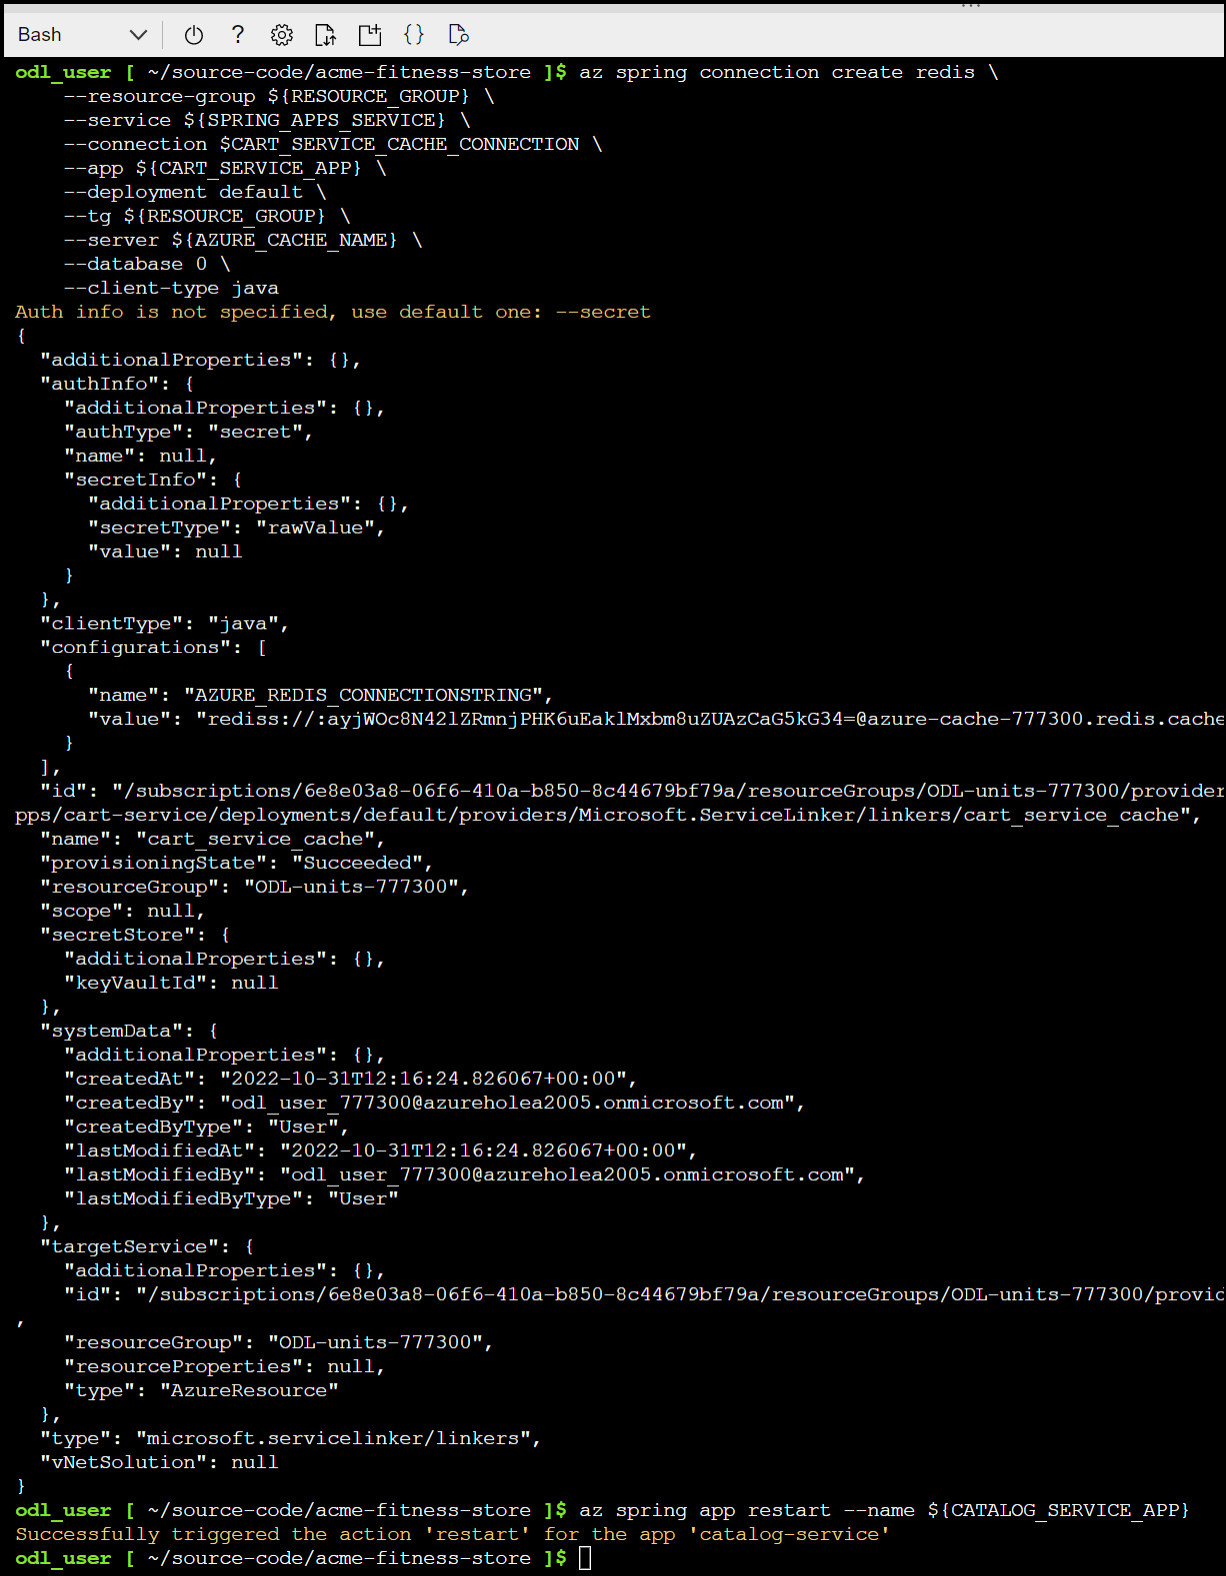 Bash
odl_user [ ~/source-code/acme-fitness-store ]$ az spring connection create redis \
    --resource-group ${RESOURCE_GROUP} \
    --service ${SPRING_APPS_SERVICE} \
    --connection $CART_SERVICE_CACHE_CONNECTION \
    --app ${CART_SERVICE_APP} \
    --deployment default \
    --tg ${RESOURCE_GROUP} \
    --server ${AZURE_CACHE_NAME} \
    --database 0 \
    --client-type java
Auth info is not specified, use default one: --secret
{
  "additionalProperties": {},
  "authInfo": {
    "additionalProperties": {},
    "authType": "secret",
    "name": null,
    "secretInfo": {
      "additionalProperties": {},
      "secretType": "rawValue",
      "value": null
    }
  },
  "clientType": "java",
  "configurations": [
    {
      "name": "AZURE_REDIS_CONNECTIONSTRING",
      "value": "rediss://:ayjWOc8N42lZRmnjPHK6uEaklMxbm8uZUAzCaG5kG34=@azure-cache-777300.redis.cache
    }
  ],
  "id": "/subscriptions/6e8e03a8-06f6-410a-b850-8c44679bf79a/resourceGroups/ODL-units-777300/provider
pps/cart-service/deployments/default/providers/Microsoft.ServiceLinker/linkers/cart_service_cache",
  "name": "cart_service_cache",
  "provisioningState": "Succeeded",
  "resourceGroup": "ODL-units-777300",
  "scope": null,
  "secretStore": {
    "additionalProperties": {},
    "keyVaultId": null
  },
  "systemData": {
    "additionalProperties": {},
    "createdAt": "2022-10-31T12:16:24.826067+00:00",
    "createdBy": "odl_user_777300@azureholea2005.onmicrosoft.com",
    "createdByType": "User",
    "lastModifiedAt": "2022-10-31T12:16:24.826067+00:00",
    "lastModifiedBy": "odl_user_777300@azureholea2005.onmicrosoft.com",
    "lastModifiedByType": "User"
  },
  "targetService": {
    "additionalProperties": {},
    "id": "/subscriptions/6e8e03a8-06f6-410a-b850-8c44679bf79a/resourceGroups/ODL-units-777300/provid
,
    "resourceGroup": "ODL-units-777300",
    "resourceProperties": null,
    "type": "AzureResource"
  },
  "type": "microsoft.servicelinker/linkers",
  "vNetSolution": null
}
odl_user [ ~/source-code/acme-fitness-store ]$ az spring app restart --name ${CATALOG_SERVICE_APP}
Successfully triggered the action 'restart' for the app 'catalog-service'
odl_user [ ~/source-code/acme-fitness-store ]$